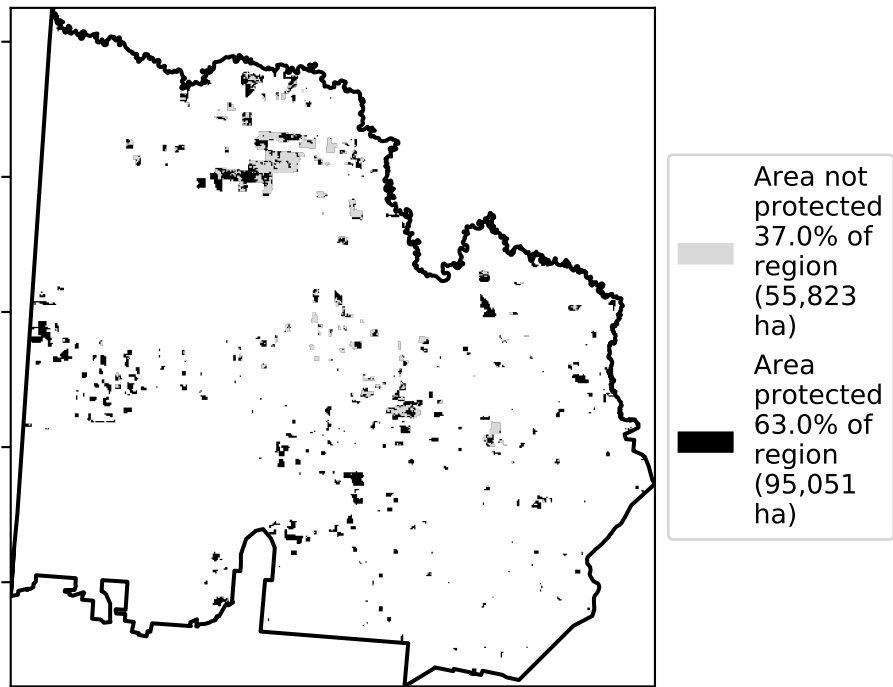 Area not
protected
37.0% of
region
(55,823
ha)
Area
protected
63.0% of
region
(95,051
ha)